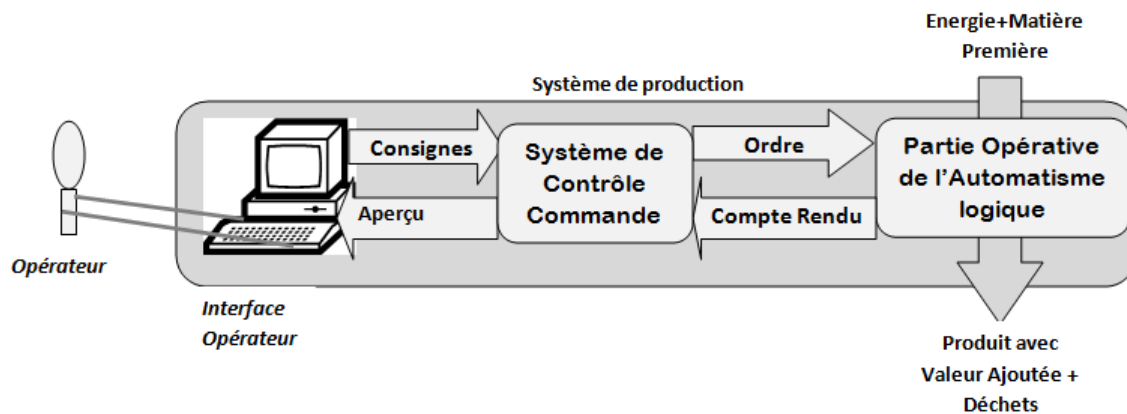 Energie+Matière
Première
Système de production
Consignes
Système de
Contrôle
Commande
Ordre
Partie Opérative
de l'Automatisme
logique
Aperçu
Compte Rendu
Opérateur
Interface
Opérateur
Produit avec
Valeur Ajoutée +
Déchets